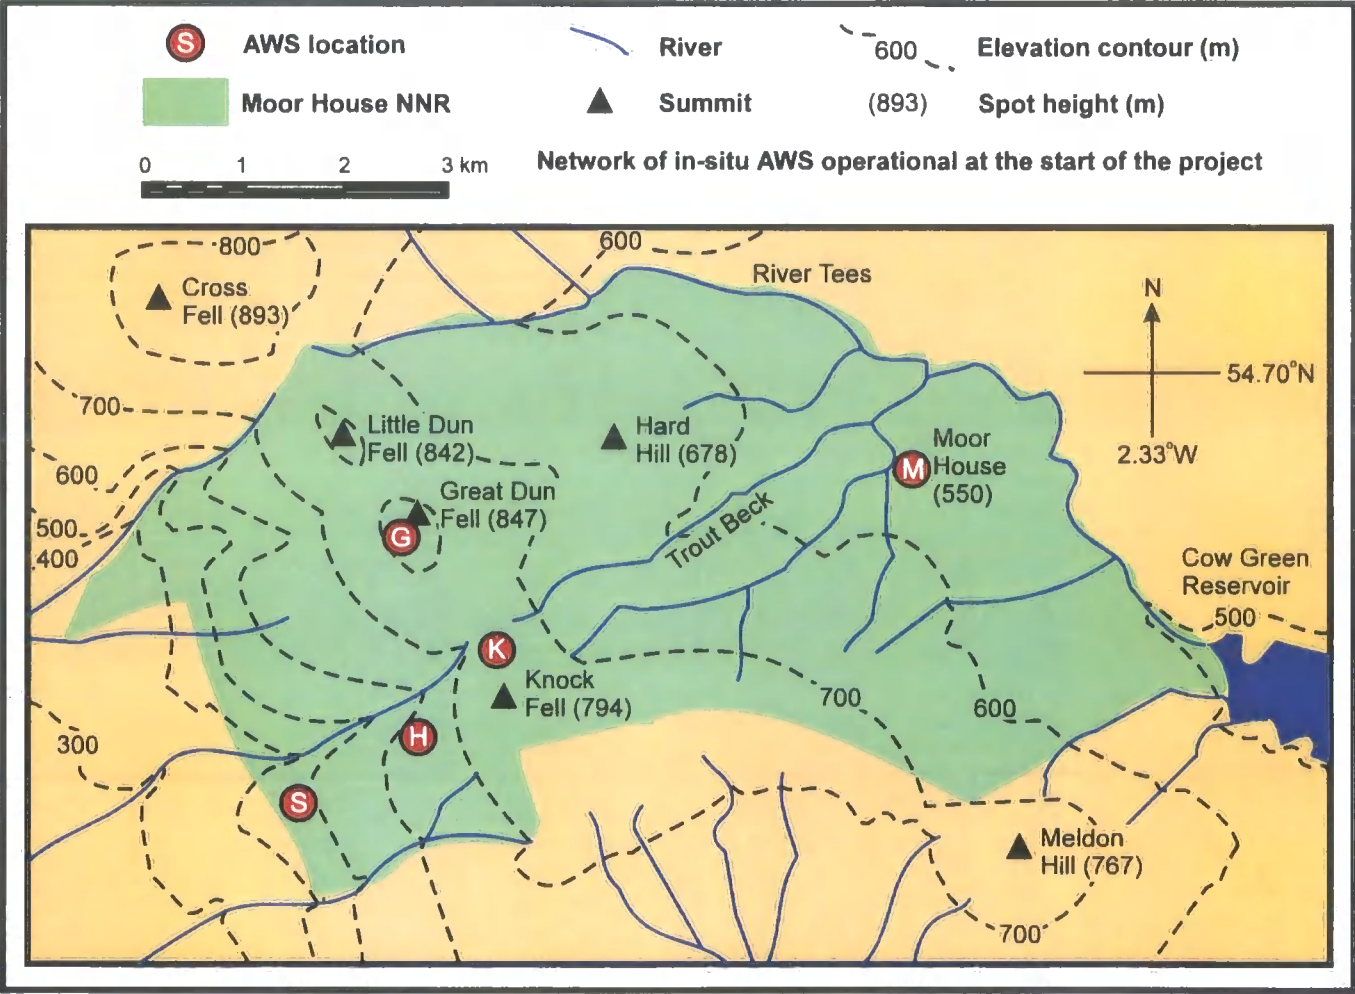 S AWS location
River
600 Elevation contour (m)
Moor House NNR
Summit
(893) Spot height (m)
0 1 2 3 km
Network of in-situ AWS operational at the start of the project
800
600
River Tees
Cross
Fell (893)
N
54.70°N
2.33°W
700
Little Dun
Fell (842)
Hard
Hill (678)
Moor
House
(550)
M
600
Great Dun
Fell (847)
G
500
400
Trout Beck
Cow Green
Reservoir
500
K
Knock
Fell (794)
700
600
300
H
S
Meldon
Hill (767)
700